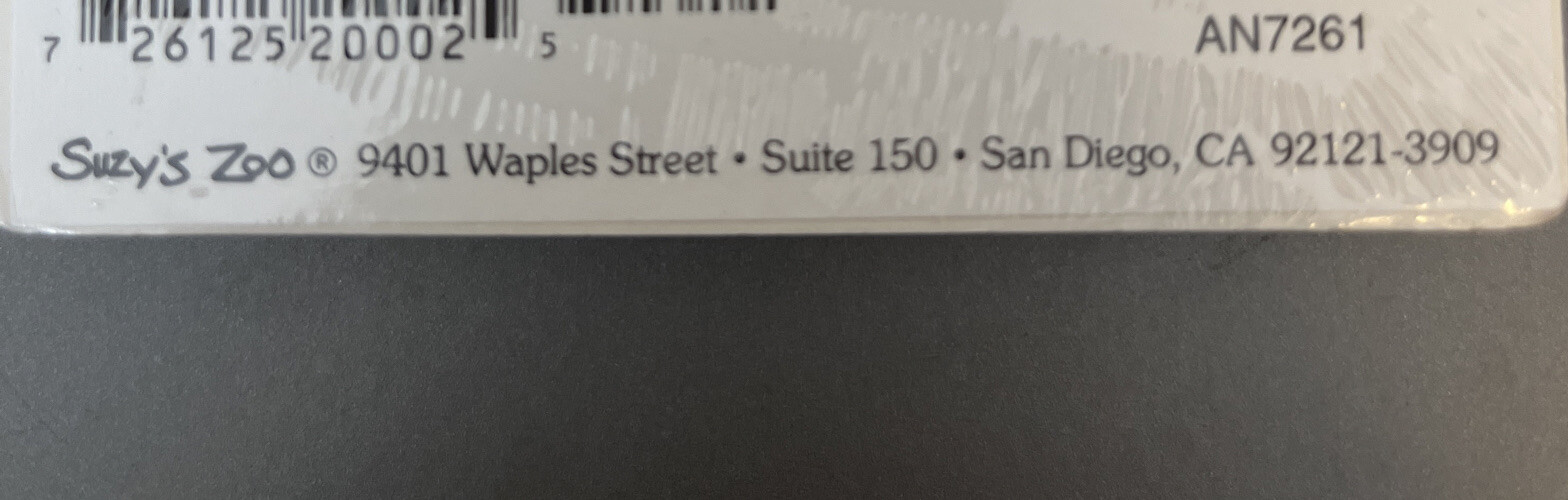 7 26125 20002 5
AN7261
Suzy's Zoo ® 9401 Waples Street • Suite 150 • San Diego, CA 92121-3909